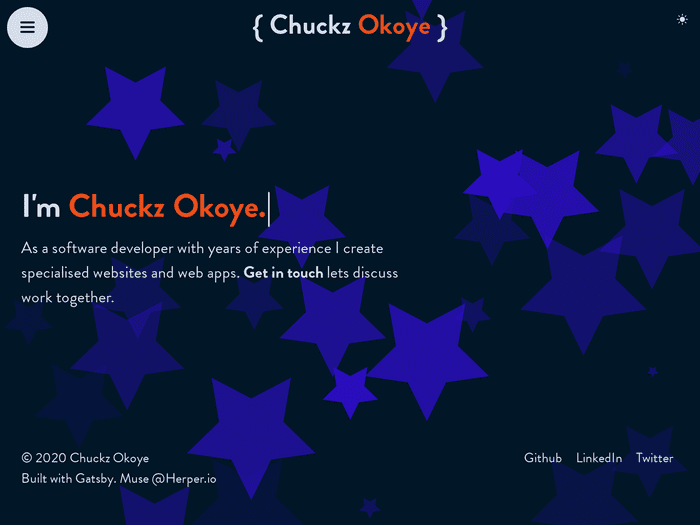 { Chuckz Okoye }
I'm Chuckz Okoye.
As a software developer with years of experience I create
specialised websites and web apps. Get in touch lets discuss
work together.
© 2020 Chuckz Okoye
Built with Gatsby. Muse @Herper.io
Github LinkedIn Twitter